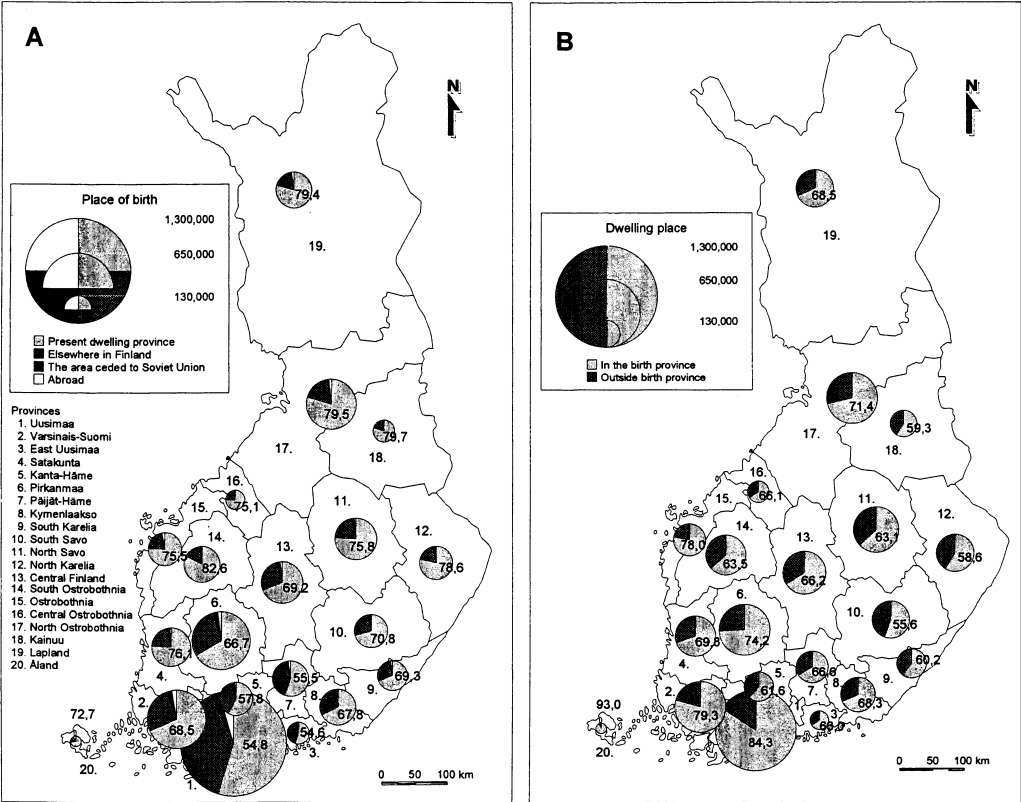 A
N
79,4
19.
Place of birth
1,300,000
650,000
130,000
Present dwelling province
Elsewhere in Finland
The area ceded to Soviet Union
Abroad
Provinces
1. Uusimaa
2. Varsinais-Suomi
3. East Uusimaa
4. Satakunta
5. Kanta-Häme
6. Pirkanmaa
7. Päijät-Häme
8. Kymenlaakso
9. South Karelia
10. South Savo
11. North Savo
12. North Karelia
13. Central Finland
14. South Ostrobothnia
15. Ostrobothnia
16. Central Ostrobothnia
17. North Ostrobothnia
18. Kainuu
19. Lapland
20. Åland
79,5
79,7
17.
18.
16.
75,1
15.
11.
14.
75,8
12.
75,5
82,6
13.
78,6
69,2
6.
66,7
10.
70,8
76,1
4.
55,5
69,3
5.
57,8
9.
2.
7.
8.
67,8
68,5
72,7
54,8
54,6
3.
20.
1.
0 50 100 km
B
N
68,5
19.
Dwelling place
1,300,000
650,000
130,000
In the birth province
Outside birth province
71,4
59,3
17.
18.
16.
66,1
15.
11.
14.
63,1
12.
78,0
63,5
13.
58,6
66,2
6.
74,2
10.
55,6
69,8
4.
66,6
60,2
5.
61,6
9.
2.
7.
8.
68,3
79,3
93,0
84,3
3.
20.
0 50 100 km